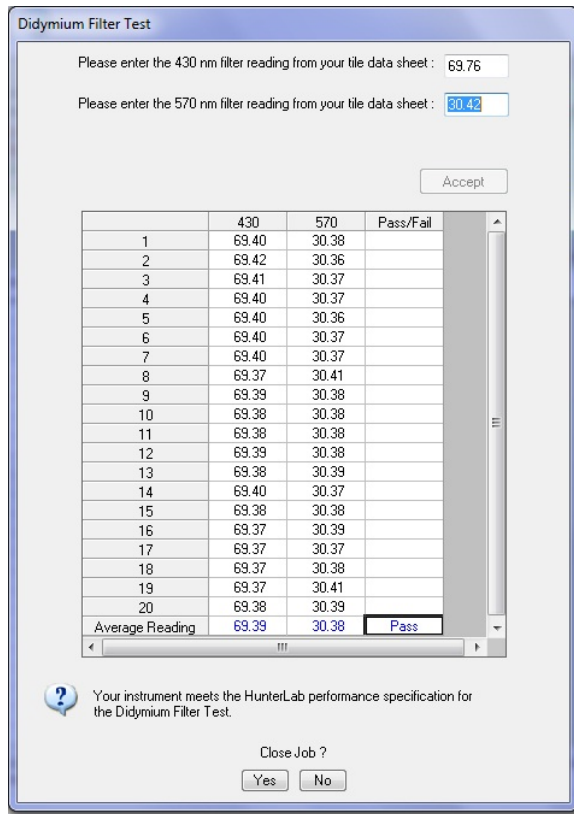 Didymium Filter Test
Please enter the 430 nm filter reading from your tile data sheet : 69.76
Please enter the 570 nm filter reading from your tile data sheet : 30.42
Accept
430 570 Pass/Fail
1 69.40 30.38
2 69.42 30.36
3 69.41 30.37
4 69.40 30.37
5 69.40 30.36
6 69.40 30.37
7 69.40 30.37
8 69.37 30.41
9 69.39 30.38
10 69.38 30.38
11 69.38 30.38
12 69.39 30.38
13 69.38 30.39
14 69.40 30.37
15 69.38 30.38
16 69.37 30.39
17 69.37 30.37
18 69.37 30.38
19 69.37 30.41
20 69.38 30.39
Average Reading 69.39 30.38 Pass
Your instrument meets the HunterLab performance specification for
the Didymium Filter Test.
Close Job ?
Yes No